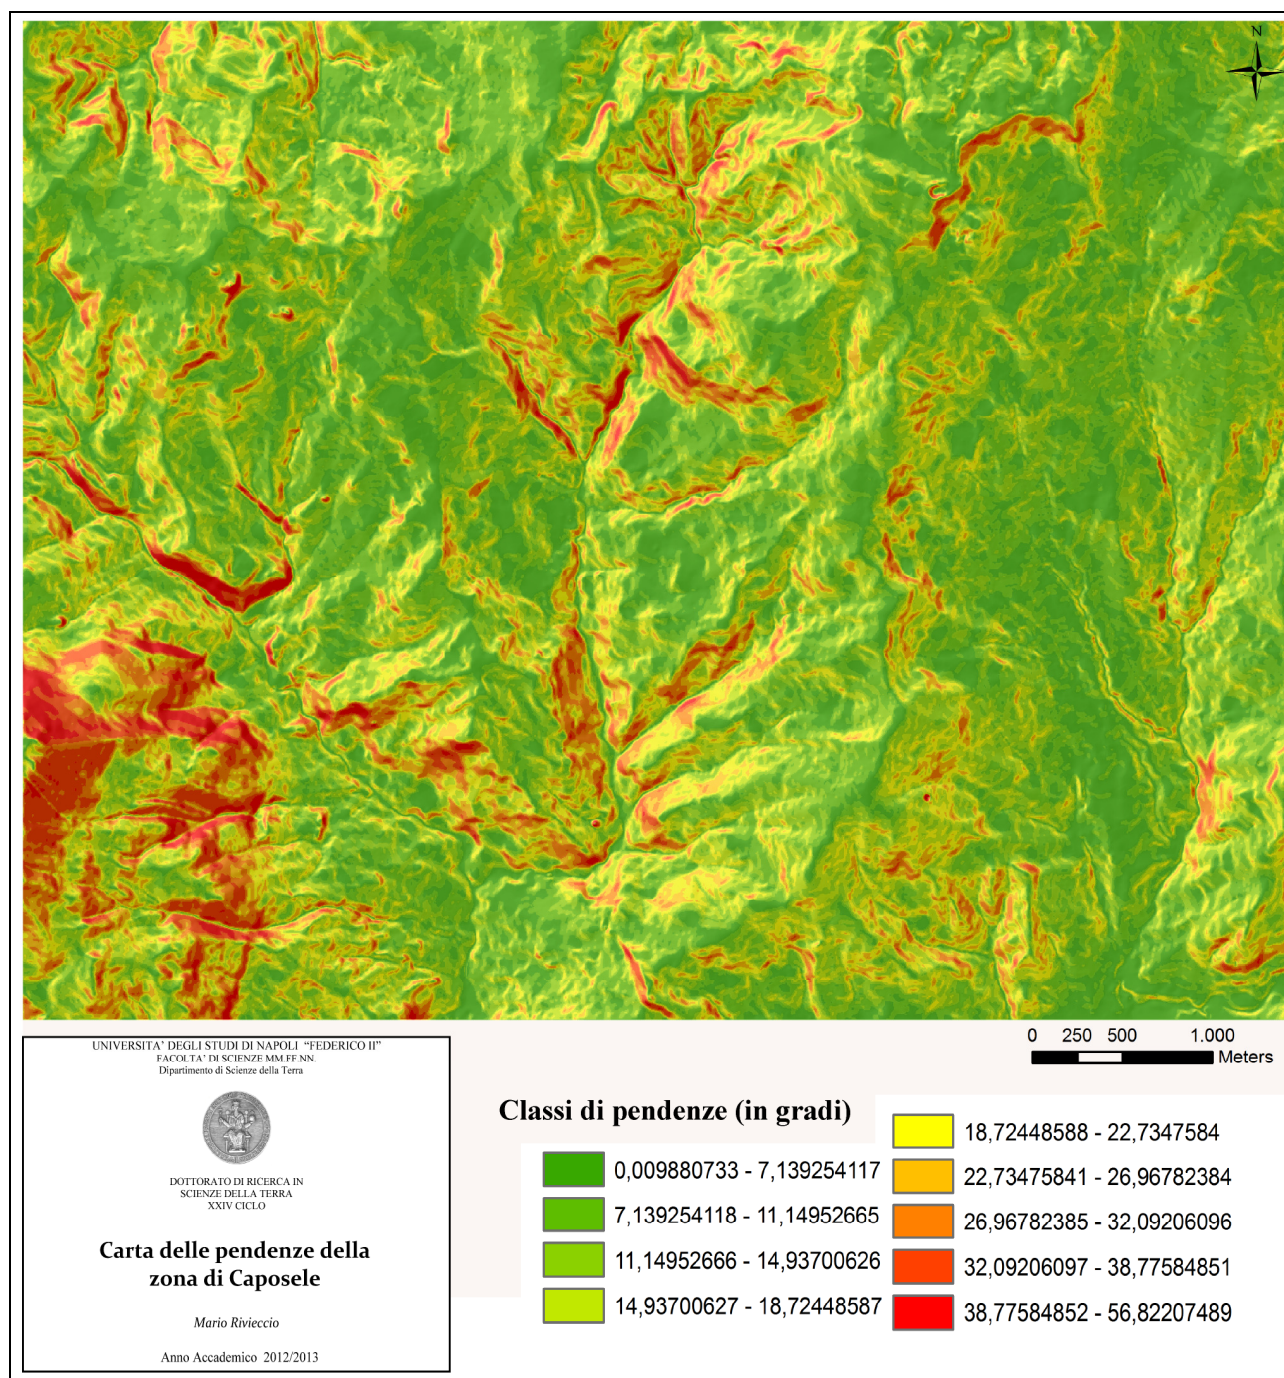 N
0 250 500 1.000
Meters
UNIVERSITA’ DEGLI STUDI DI NAPOLI “FEDERICO II”
FACOLTA’ DI SCIENZE MM.FF.NN.
Dipartimento di Scienze della Terra
DOTTORATO DI RICERCA IN
SCIENZE DELLA TERRA
XXIV CICLO
Carta delle pendenze della
zona di Caposele
Mario Rivieccio
Anno Accademico 2012/2013
Classi di pendenze (in gradi)
0,009880733 - 7,139254117
7,139254118 - 11,14952665
11,14952666 - 14,93700626
14,93700627 - 18,72448587
18,72448588 - 22,7347584
22,73475841 - 26,96782384
26,96782385 - 32,09206096
32,09206097 - 38,77584851
38,77584852 - 56,82207489